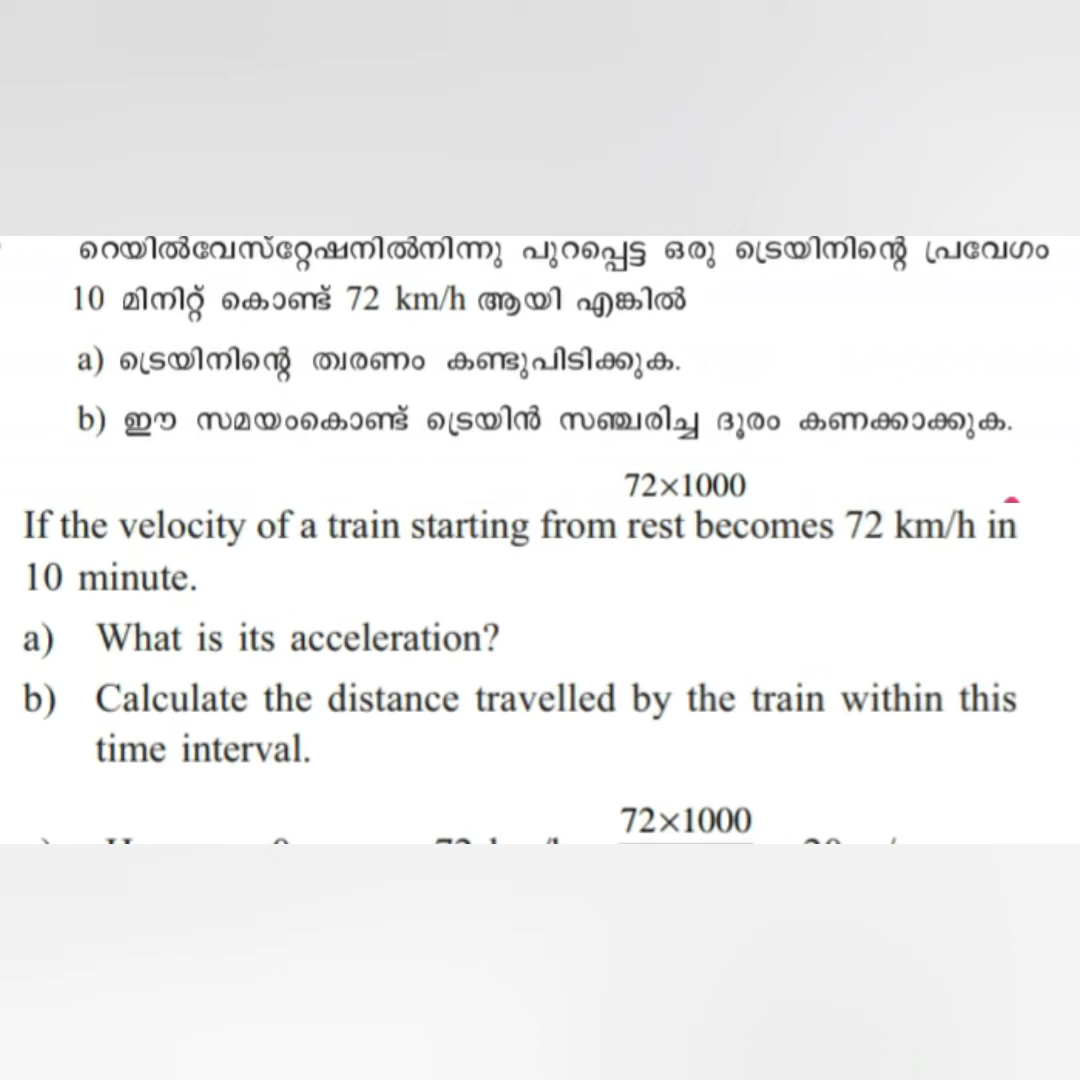 റെയിൽവേസ്റ്റേഷനിൽനിന്നു പുറപ്പെട്ട ഒരു ട്രെയിനിന്റെ പ്രവേഗം
10 മിനിറ്റ് കൊണ്ട് 72 km/h ആയി എങ്കിൽ
a) ട്രെയിനിന്റെ ത്വരണം കണ്ടുപിടിക്കുക.
b) ഈ സമയംകൊണ്ട് ട്രെയിൻ സഞ്ചരിച്ച ദൂരം കണക്കാക്കുക.
72×1000
If the velocity of a train starting from rest becomes 72 km/h in
10 minute.
a) What is its acceleration?
b) Calculate the distance travelled by the train within this
time interval.
72×1000